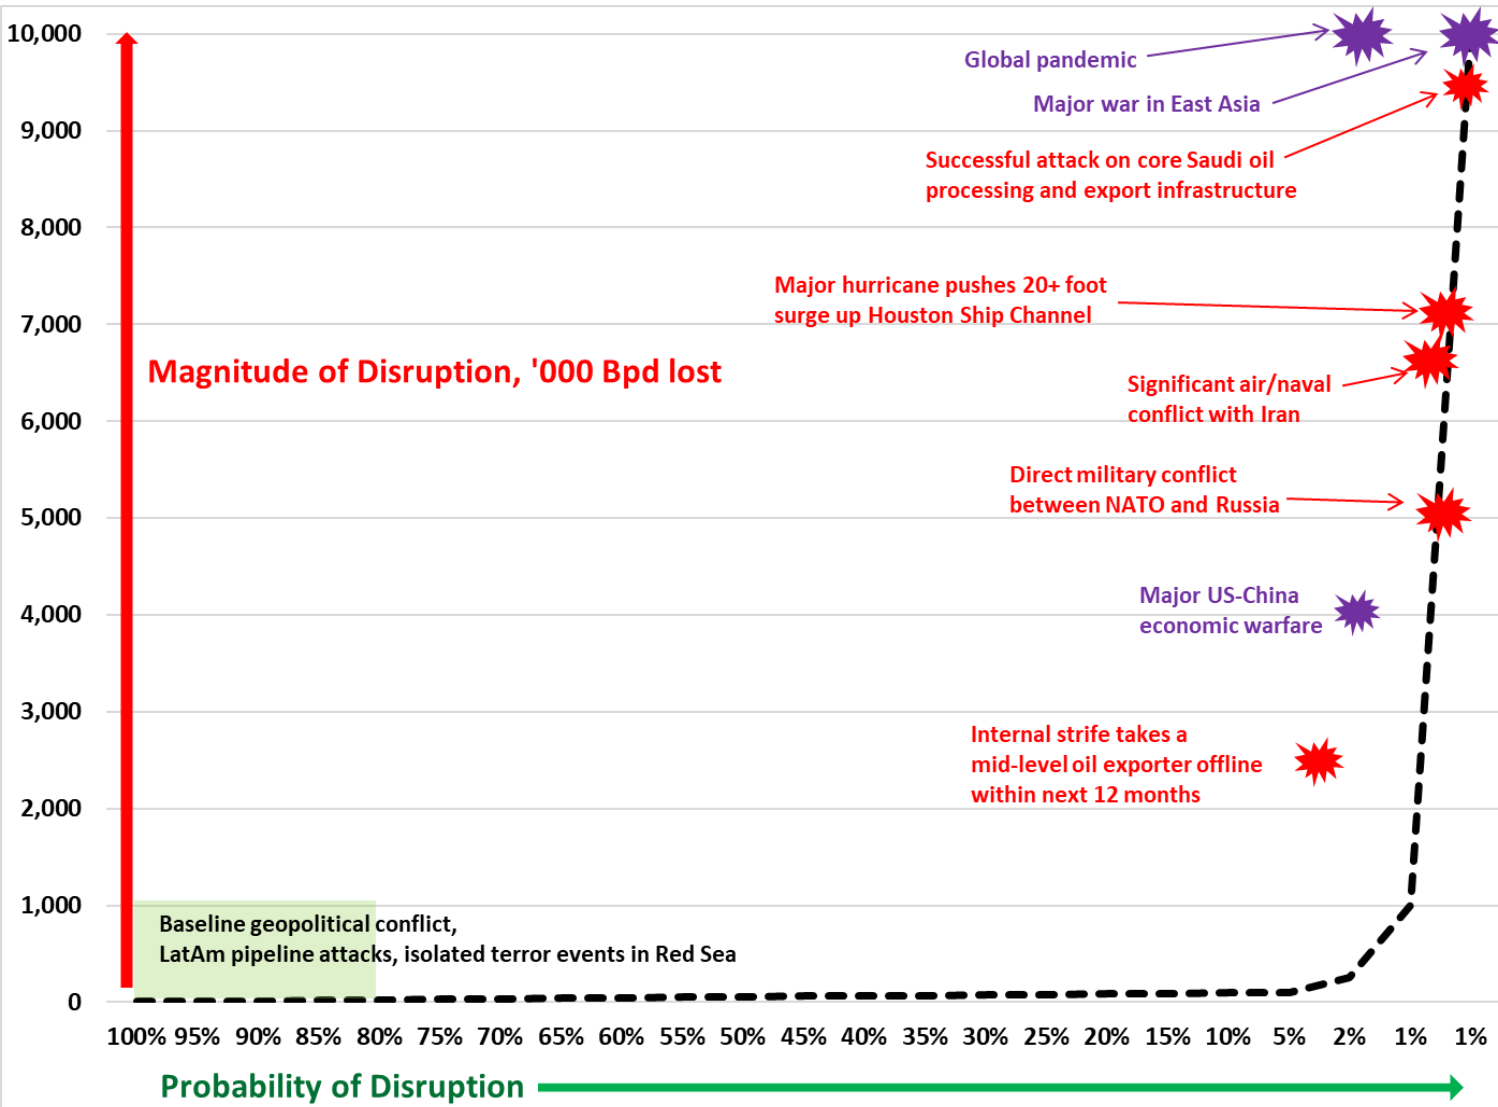 10,000
Global pandemic
Major war in East Asia
9,000
Successful attack on core Saudi oil
processing and export infrastructure
8,000
Major hurricane pushes 20+ foot
surge up Houston Ship Channel
7,000
Magnitude of Disruption, '000 Bpd lost
Significant air/naval
conflict with Iran
6,000
Direct military conflict
between NATO and Russia
5,000
Major US-China
economic warfare
4,000
3,000
Internal strife takes a
mid-level oil exporter offline
within next 12 months
2,000
1,000
Baseline geopolitical conflict,
LatAm pipeline attacks, isolated terror events in Red Sea
0
100% 95% 90% 85% 80% 75% 70% 65% 60% 55% 50% 45% 40% 35% 30% 25% 20% 15% 10% 5% 2% 1% 1%
Probability of Disruption